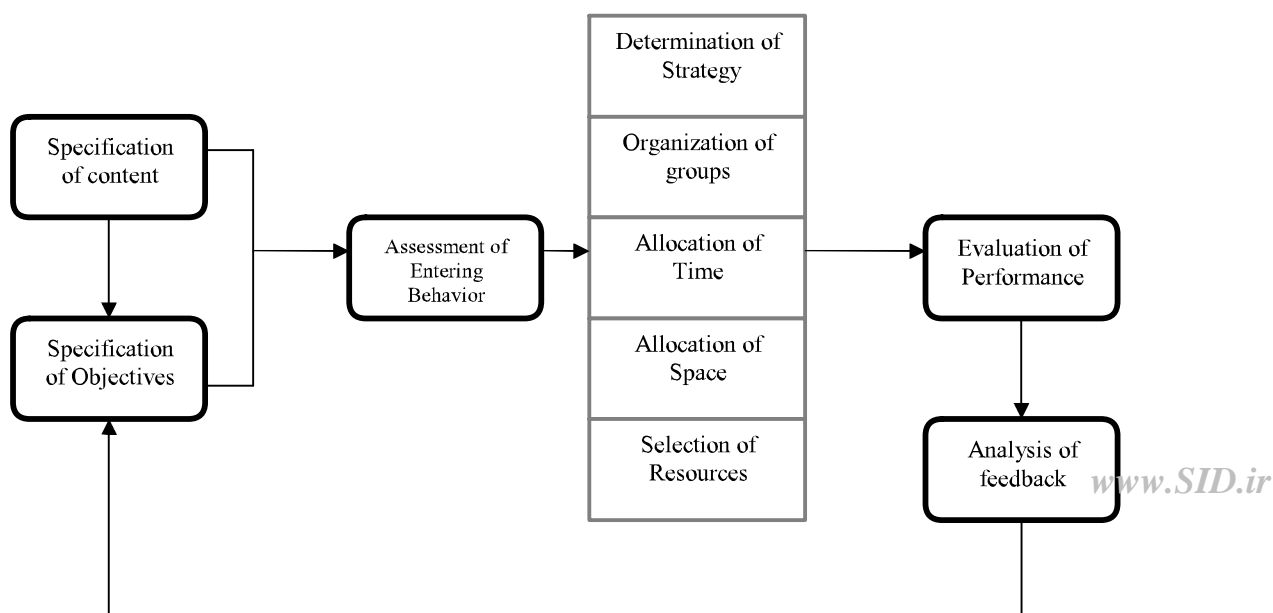 Specification
of content
Specification
of Objectives
Assessment of
Entering
Behavior
Determination of
Strategy
Organization of
groups
Allocation of
Time
Allocation of
Space
Selection of
Resources
Evaluation of
Performance
Analysis of
feedback
www.SID.ir